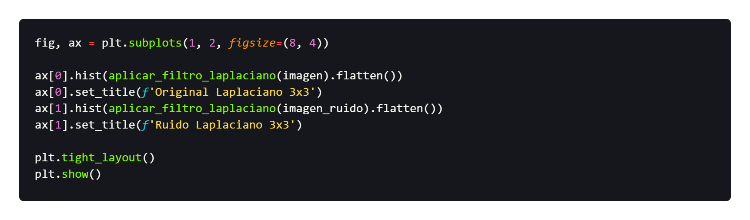 fig, ax = plt.subplots(1, 2, figsize=(8, 4))
ax[0].hist(aplicar_filtro_laplaciano(imagen).flatten())
ax[0].set_title(f'Original Laplaciano 3x3')
ax[1].hist(aplicar_filtro_laplaciano(imagen_ruido).flatten())
ax[1].set_title(f'Ruido Laplaciano 3x3')
plt.tight_layout()
plt.show()